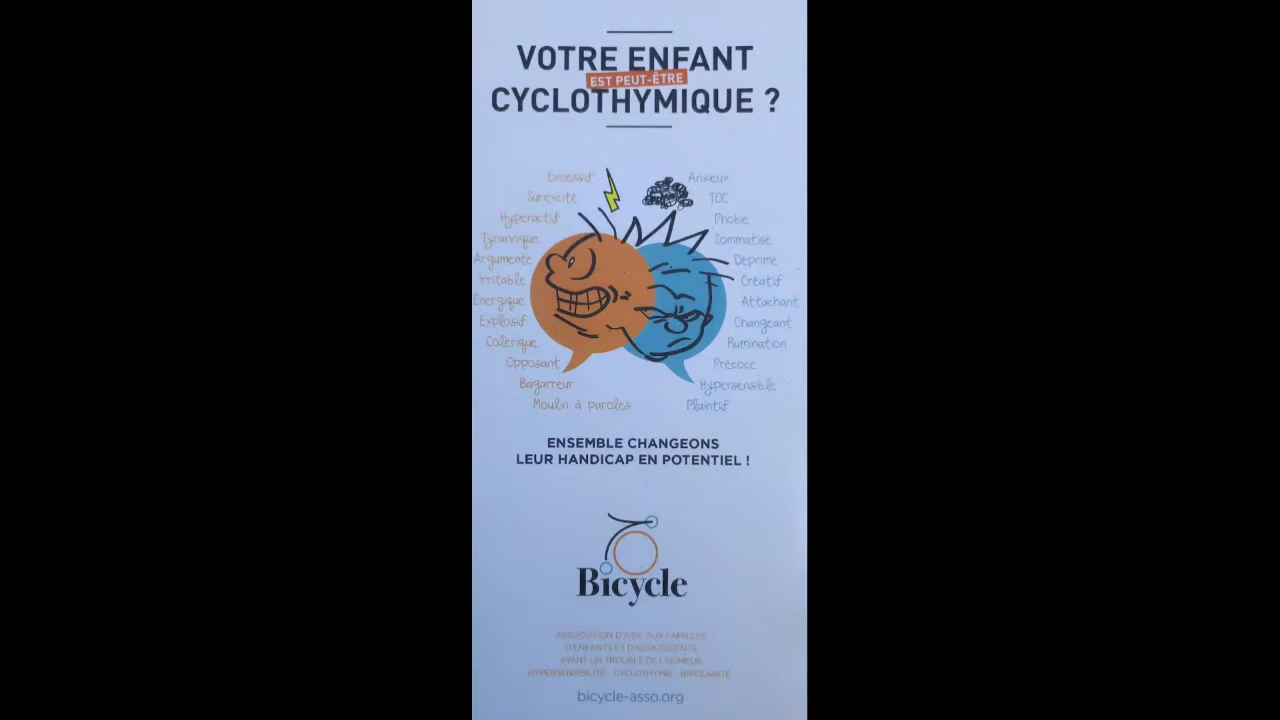 VOTRE ENFANT
EST PEUT-ÊTRE
CYCLOTHYMIQUE ?
Excessif
Surexcité
Hyperactif
Tyrannique
Argumente
Irritable
Énergique
Explosif
Colérique
Opposant
Bagarreur
Moulin à paroles
Anxieux
TOC
Phobie
Sommatise
Déprime
Créatif
Attachant
Changeant
Rumination
Précoce
Hypersensible
Plaintif
ENSEMBLE CHANGEONS
LEUR HANDICAP EN POTENTIEL !
Bicycle
ASSOCIATION D'AIDE AUX FAMILLES
D'ENFANTS ET D'ADOLESCENTS
AYANT UN TROUBLE DE L'HUMEUR
HYPERSENSIBILITÉ - CYCLOTHYMIE - BIPOLARITÉ
bicycle-asso.org